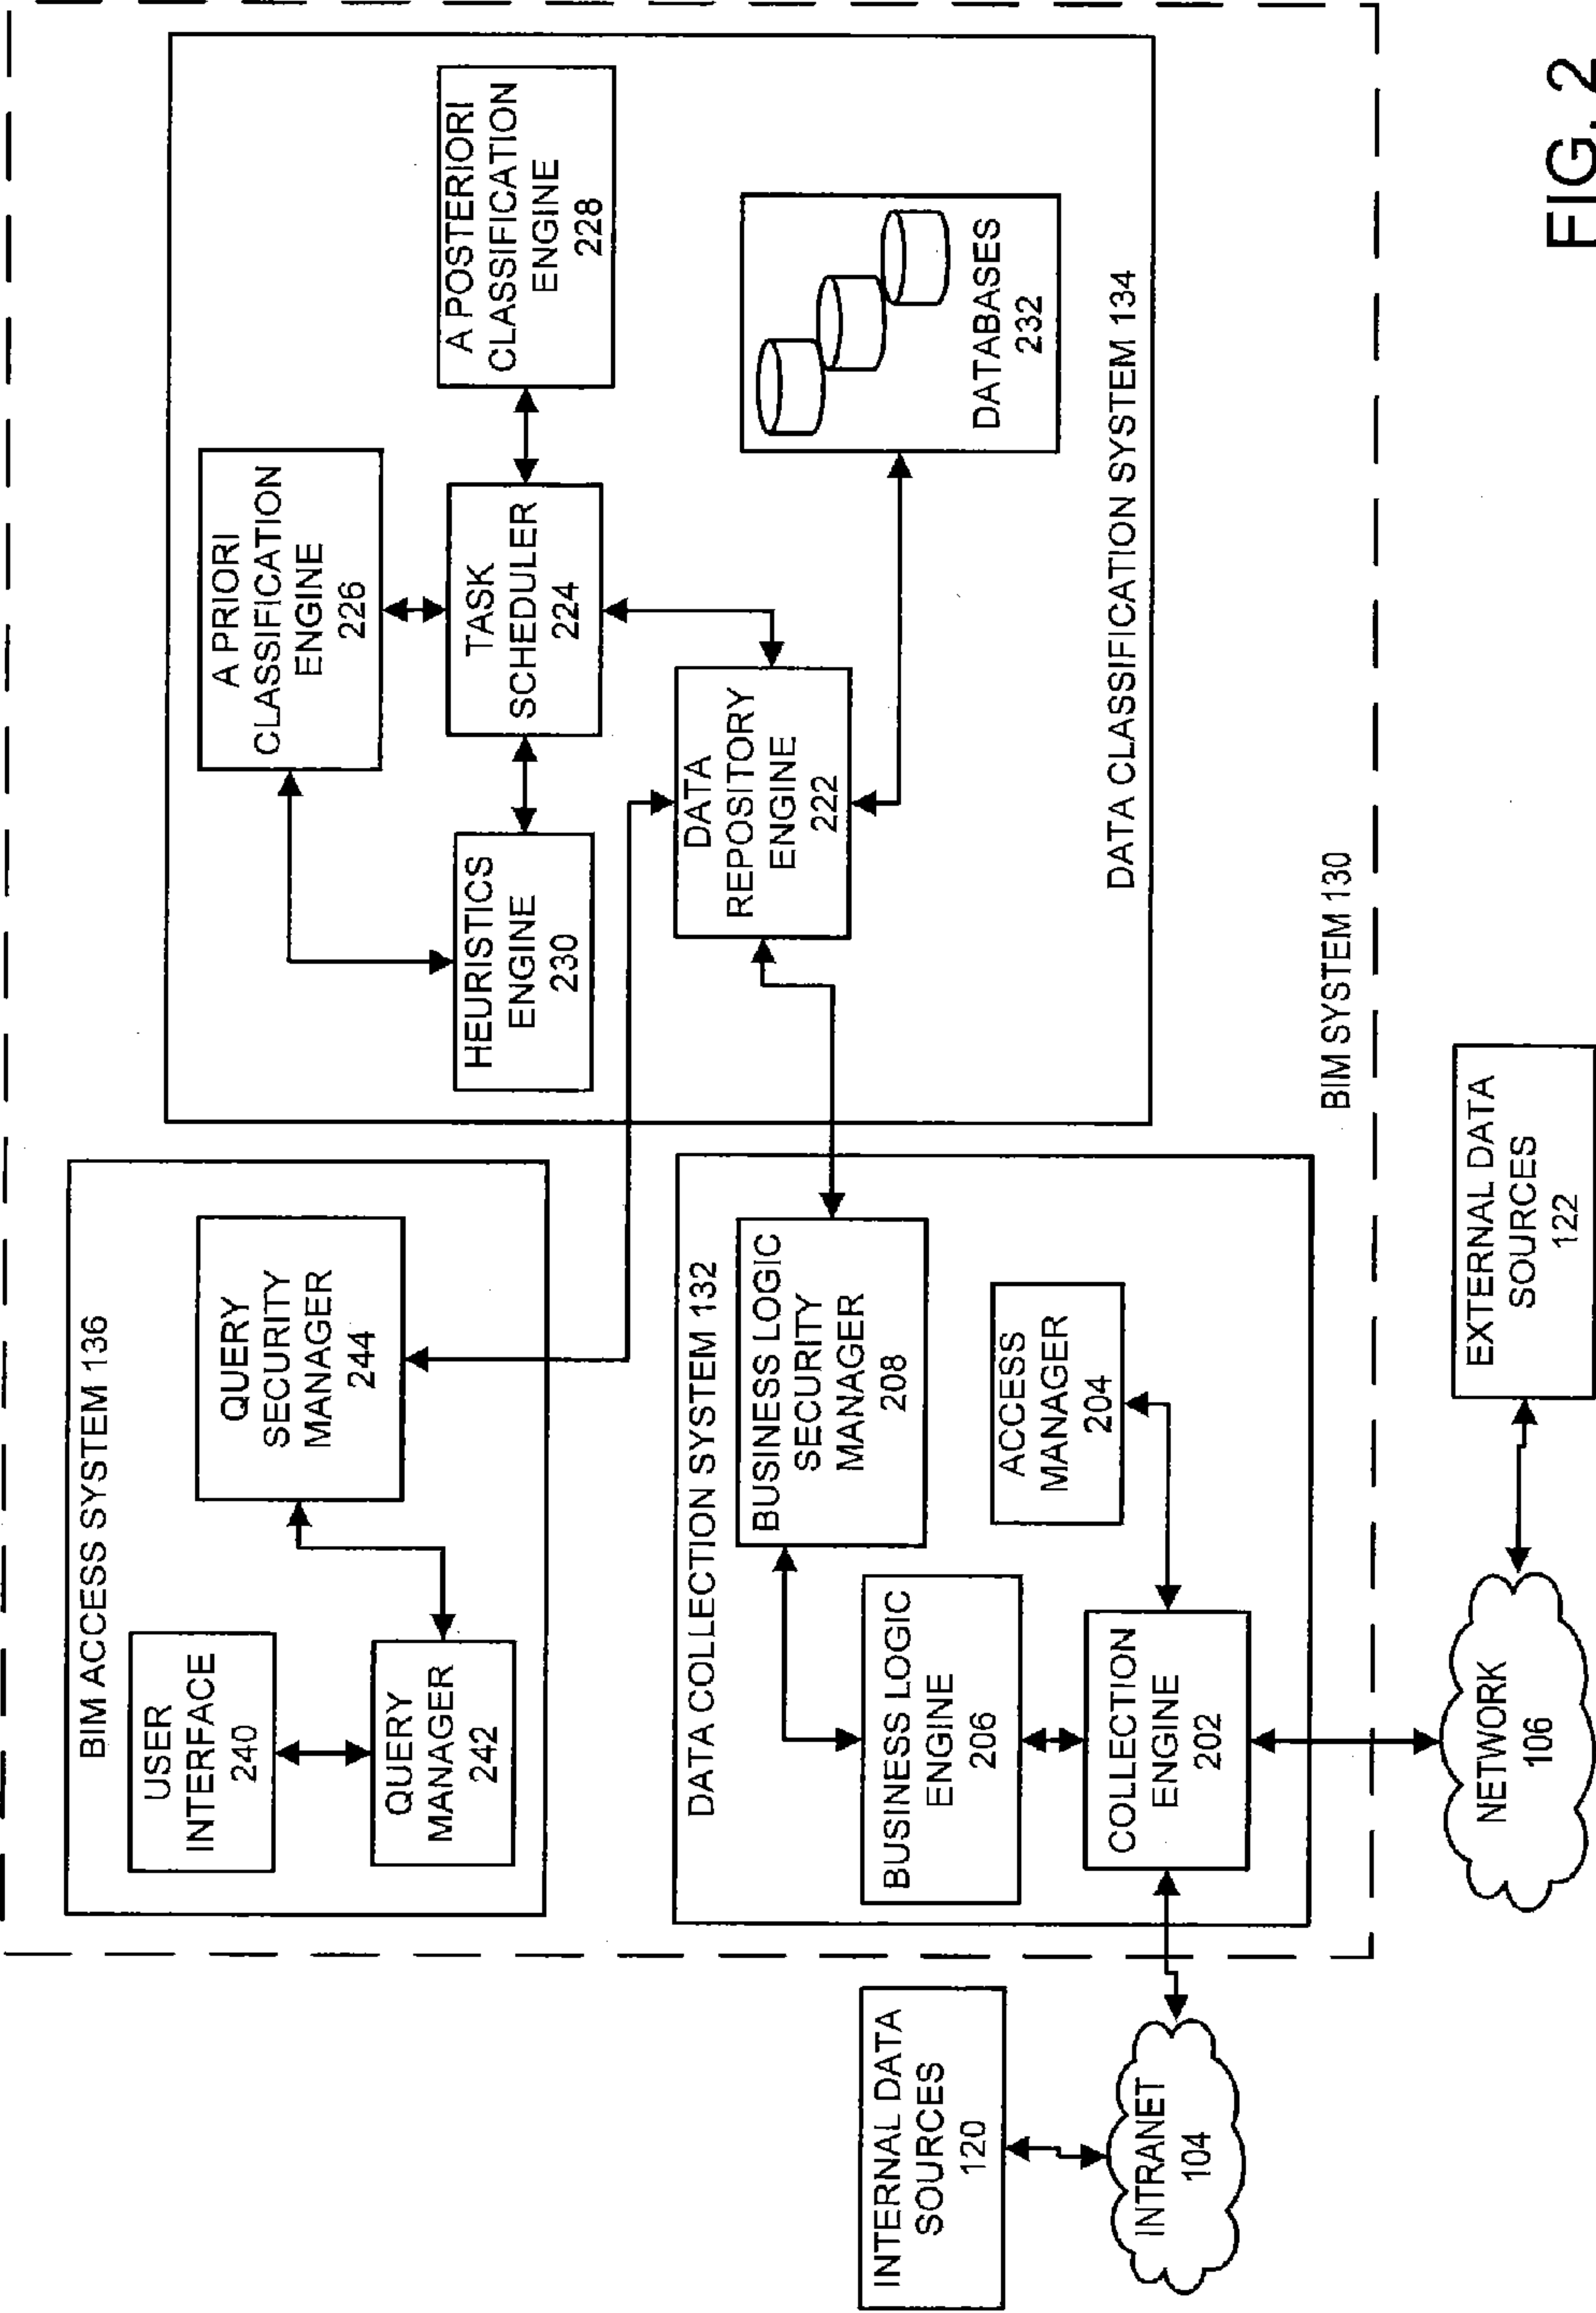 BIM ACCESS SYSTEM 136
USER
INTERFACE
240
QUERY
MANAGER
242
QUERY
SECURITY
MANAGER
244
DATA COLLECTION SYSTEM 132
BUSINESS LOGIC
SECURITY
MANAGER
208
BUSINESS LOGIC
ENGINE
206
ACCESS
MANAGER
204
COLLECTION
ENGINE
202
A PRIORI
CLASSIFICATION
ENGINE
226
A POSTERIORI
CLASSIFICATION
ENGINE
228
HEURISTICS
ENGINE
230
TASK
SCHEDULER
224
DATA
REPOSITORY
ENGINE
222
DATABASES
232
DATA CLASSIFICATION SYSTEM 134
BIM SYSTEM 130
INTERNAL DATA
SOURCES
120
INTRANET
104
NETWORK
106
EXTERNAL DATA
SOURCES
122
FIG. 2